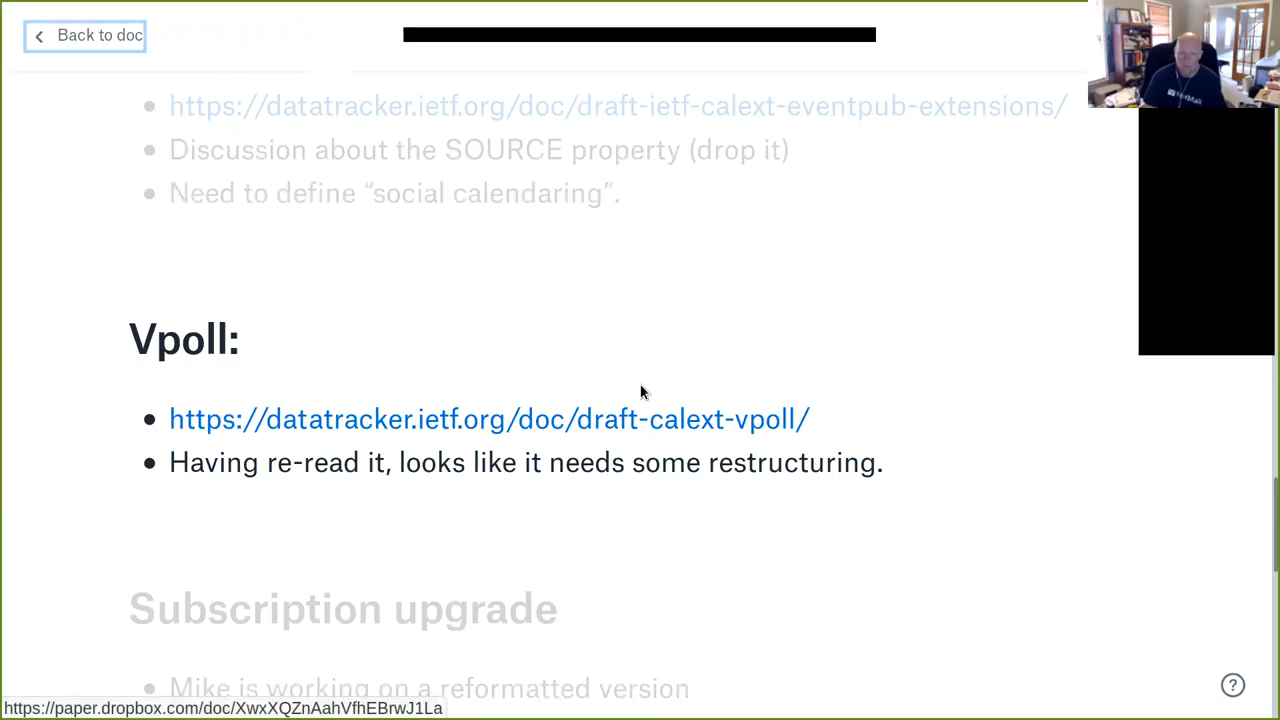 Back to doc
https://datatracker.ietf.org/doc/draft-ietf-calext-eventpub-extensions/
Discussion about the SOURCE property (drop it)
Need to define “social calendaring”.
Vpoll:
https://datatracker.ietf.org/doc/draft-calext-vpoll/
Having re-read it, looks like it needs some restructuring.
Subscription upgrade
Mike is working on a reformatted version
https://paper.dropbox.com/doc/XwxXQZnAahVfhEBrwJ1La
?